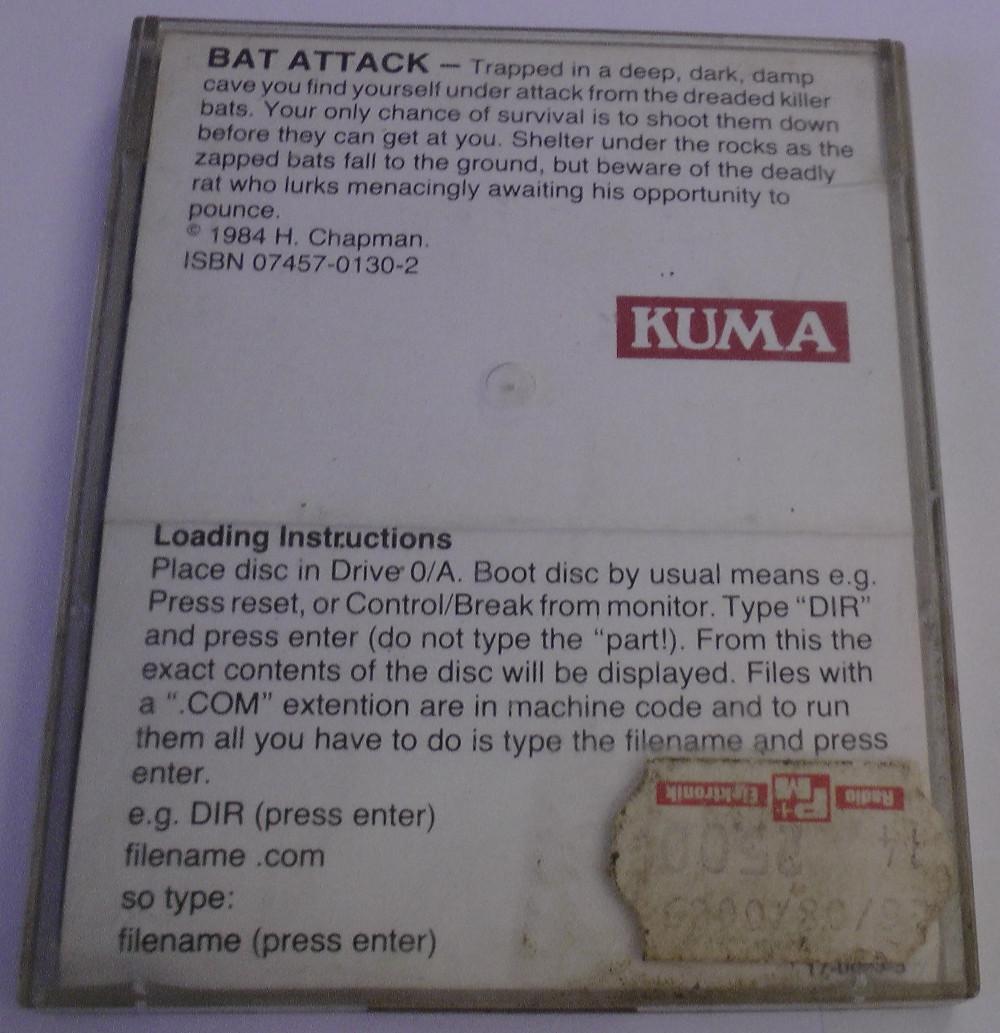 BAT ATTACK — Trapped in a deep, dark, damp
cave you find yourself under attack from the dreaded killer
bats. Your only chance of survival is to shoot them down
before they can get at you. Shelter under the rocks as the
zapped bats fall to the ground, but beware of the deadly
rat who lurks menacingly awaiting his opportunity to
pounce.
© 1984 H. Chapman.
ISBN 07457-0130-2
KUMA
Loading Instructions
Place disc in Drive 0/A. Boot disc by usual means e.g.
Press reset, or Control/Break from monitor. Type “DIR”
and press enter (do not type the “part!). From this the
exact contents of the disc will be displayed. Files with
a “.COM” extention are in machine code and to run
them all you have to do is type the filename and press
enter.
e.g. DIR (press enter)
filename .com
so type:
filename (press enter)
Radio P+M Elektronik